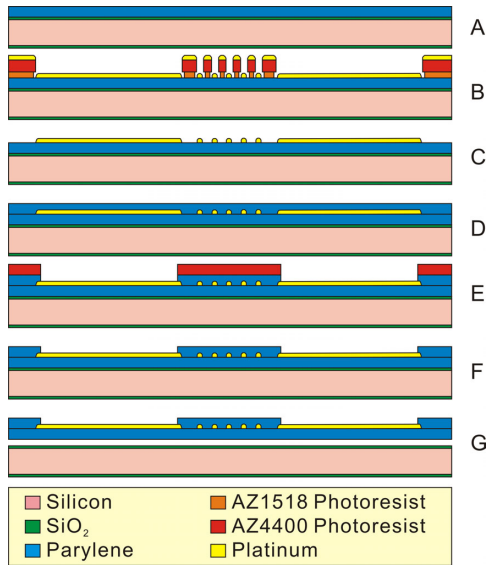 A
B
C
D
E
F
G
Silicon
AZ1518 Photoresist
SiO₂
AZ4400 Photoresist
Parylene
Platinum